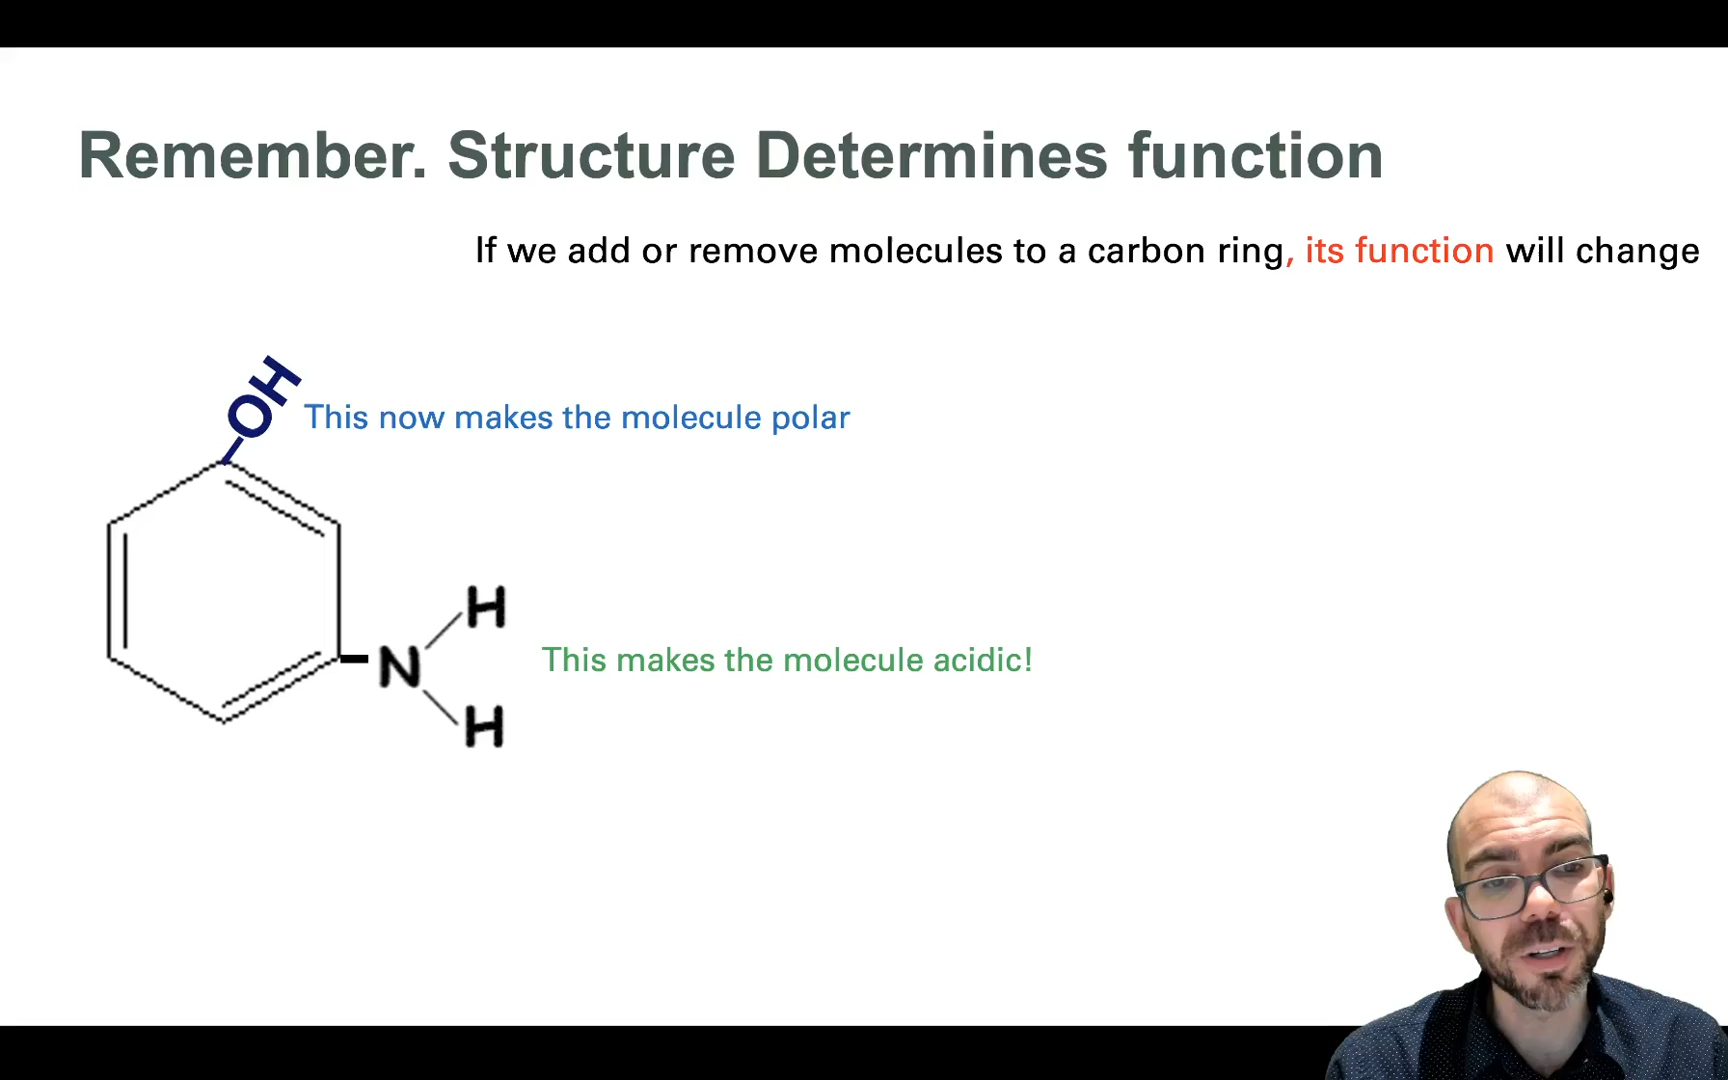 Remember. Structure Determines function
If we add or remove molecules to a carbon ring, its function will change
OH
This now makes the molecule polar
H
N
This makes the molecule acidic!
H